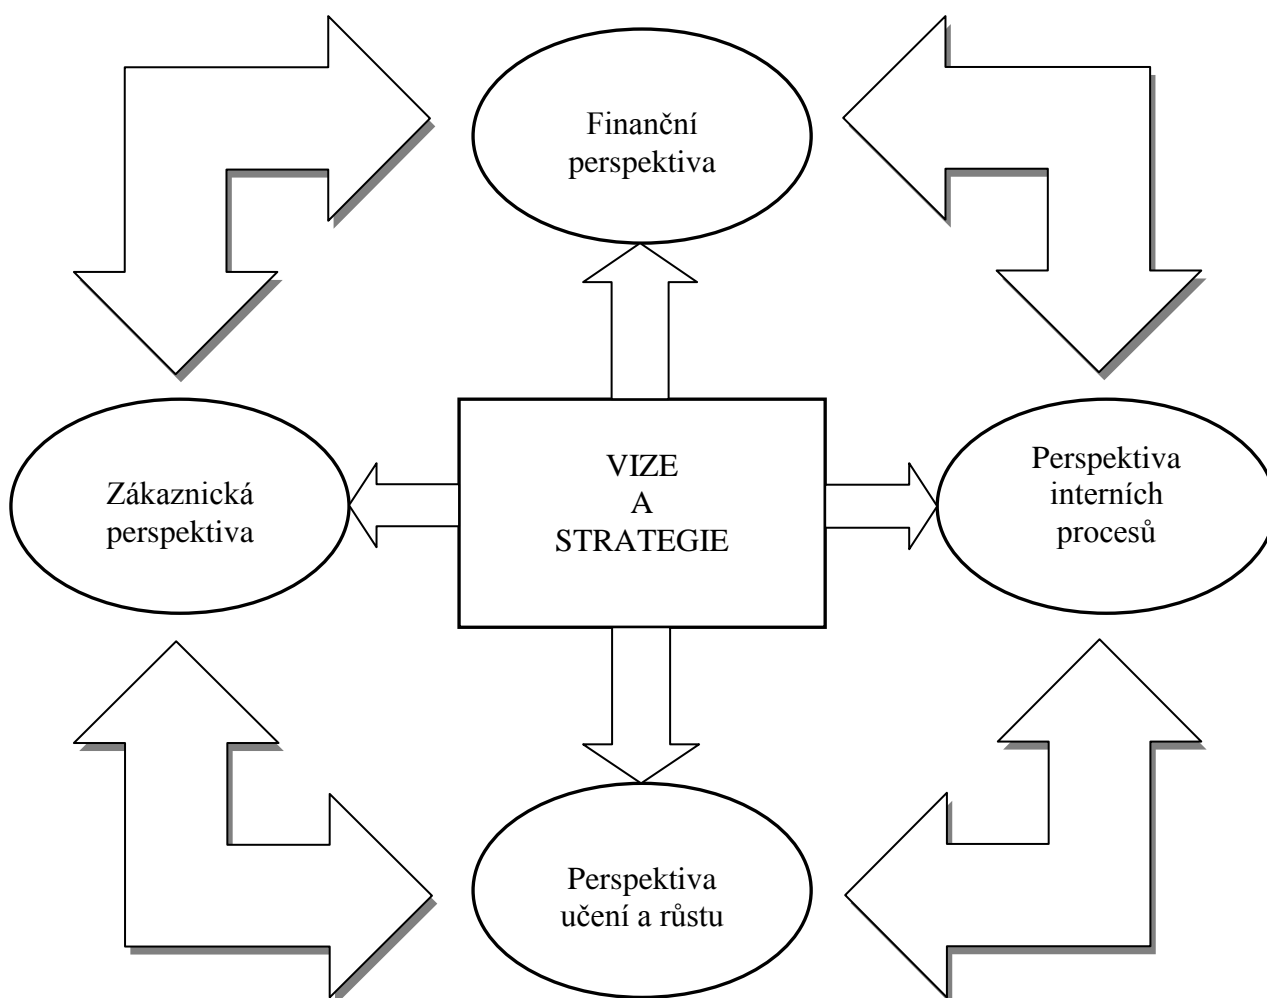 Finanční
perspektiva
Zákaznická
perspektiva
VIZE
A
STRATEGIE
Perspektiva
interních
procesů
Perspektiva
učení a růstu